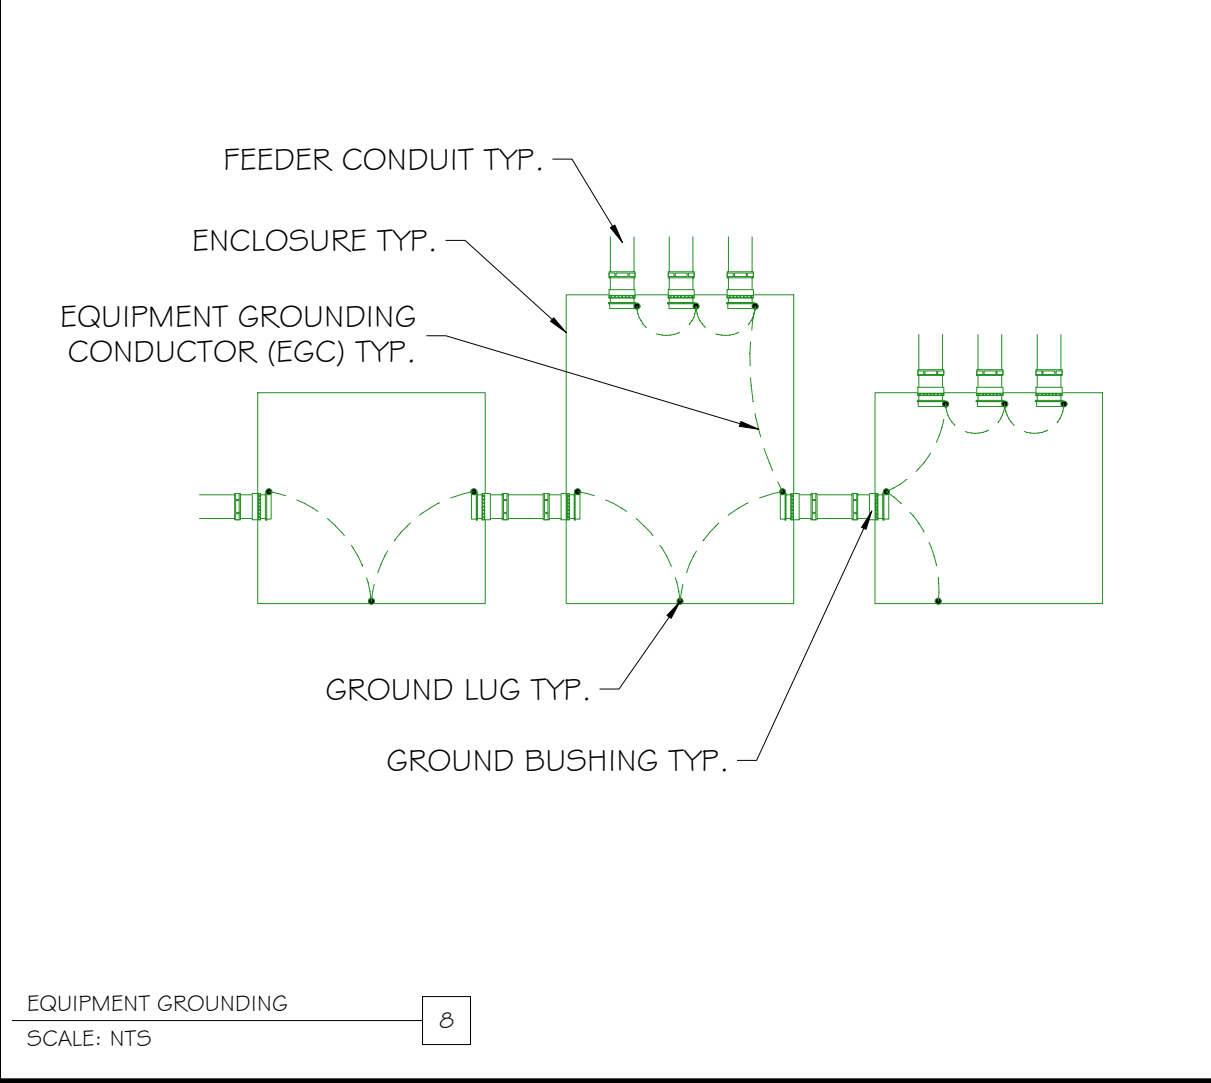 FEEDER CONDUIT TYP.
ENCLOSURE TYP.
EQUIPMENT GROUNDING
CONDUCTOR (EGC) TYP.
GROUND LUG TYP.
GROUND BUSHING TYP.
EQUIPMENT GROUNDING
8
SCALE: NTS